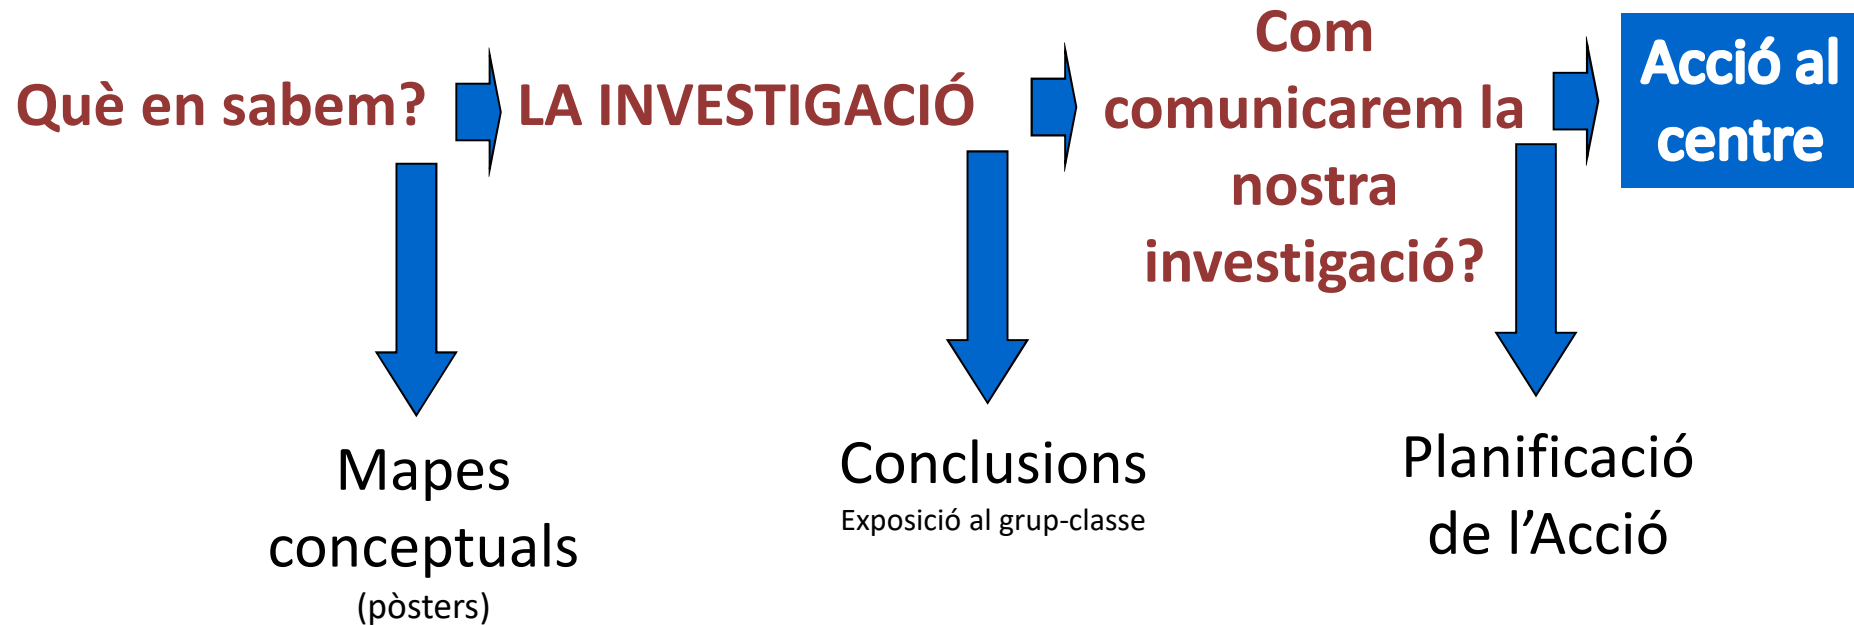 Què en sabem?
LA INVESTIGACIÓ
Com
comunicarem la
nostra
investigació?
Acció al
centre
Mapes
conceptuals
(pòsters)
Conclusions
Exposició al grup-classe
Planificació
de l’Acció